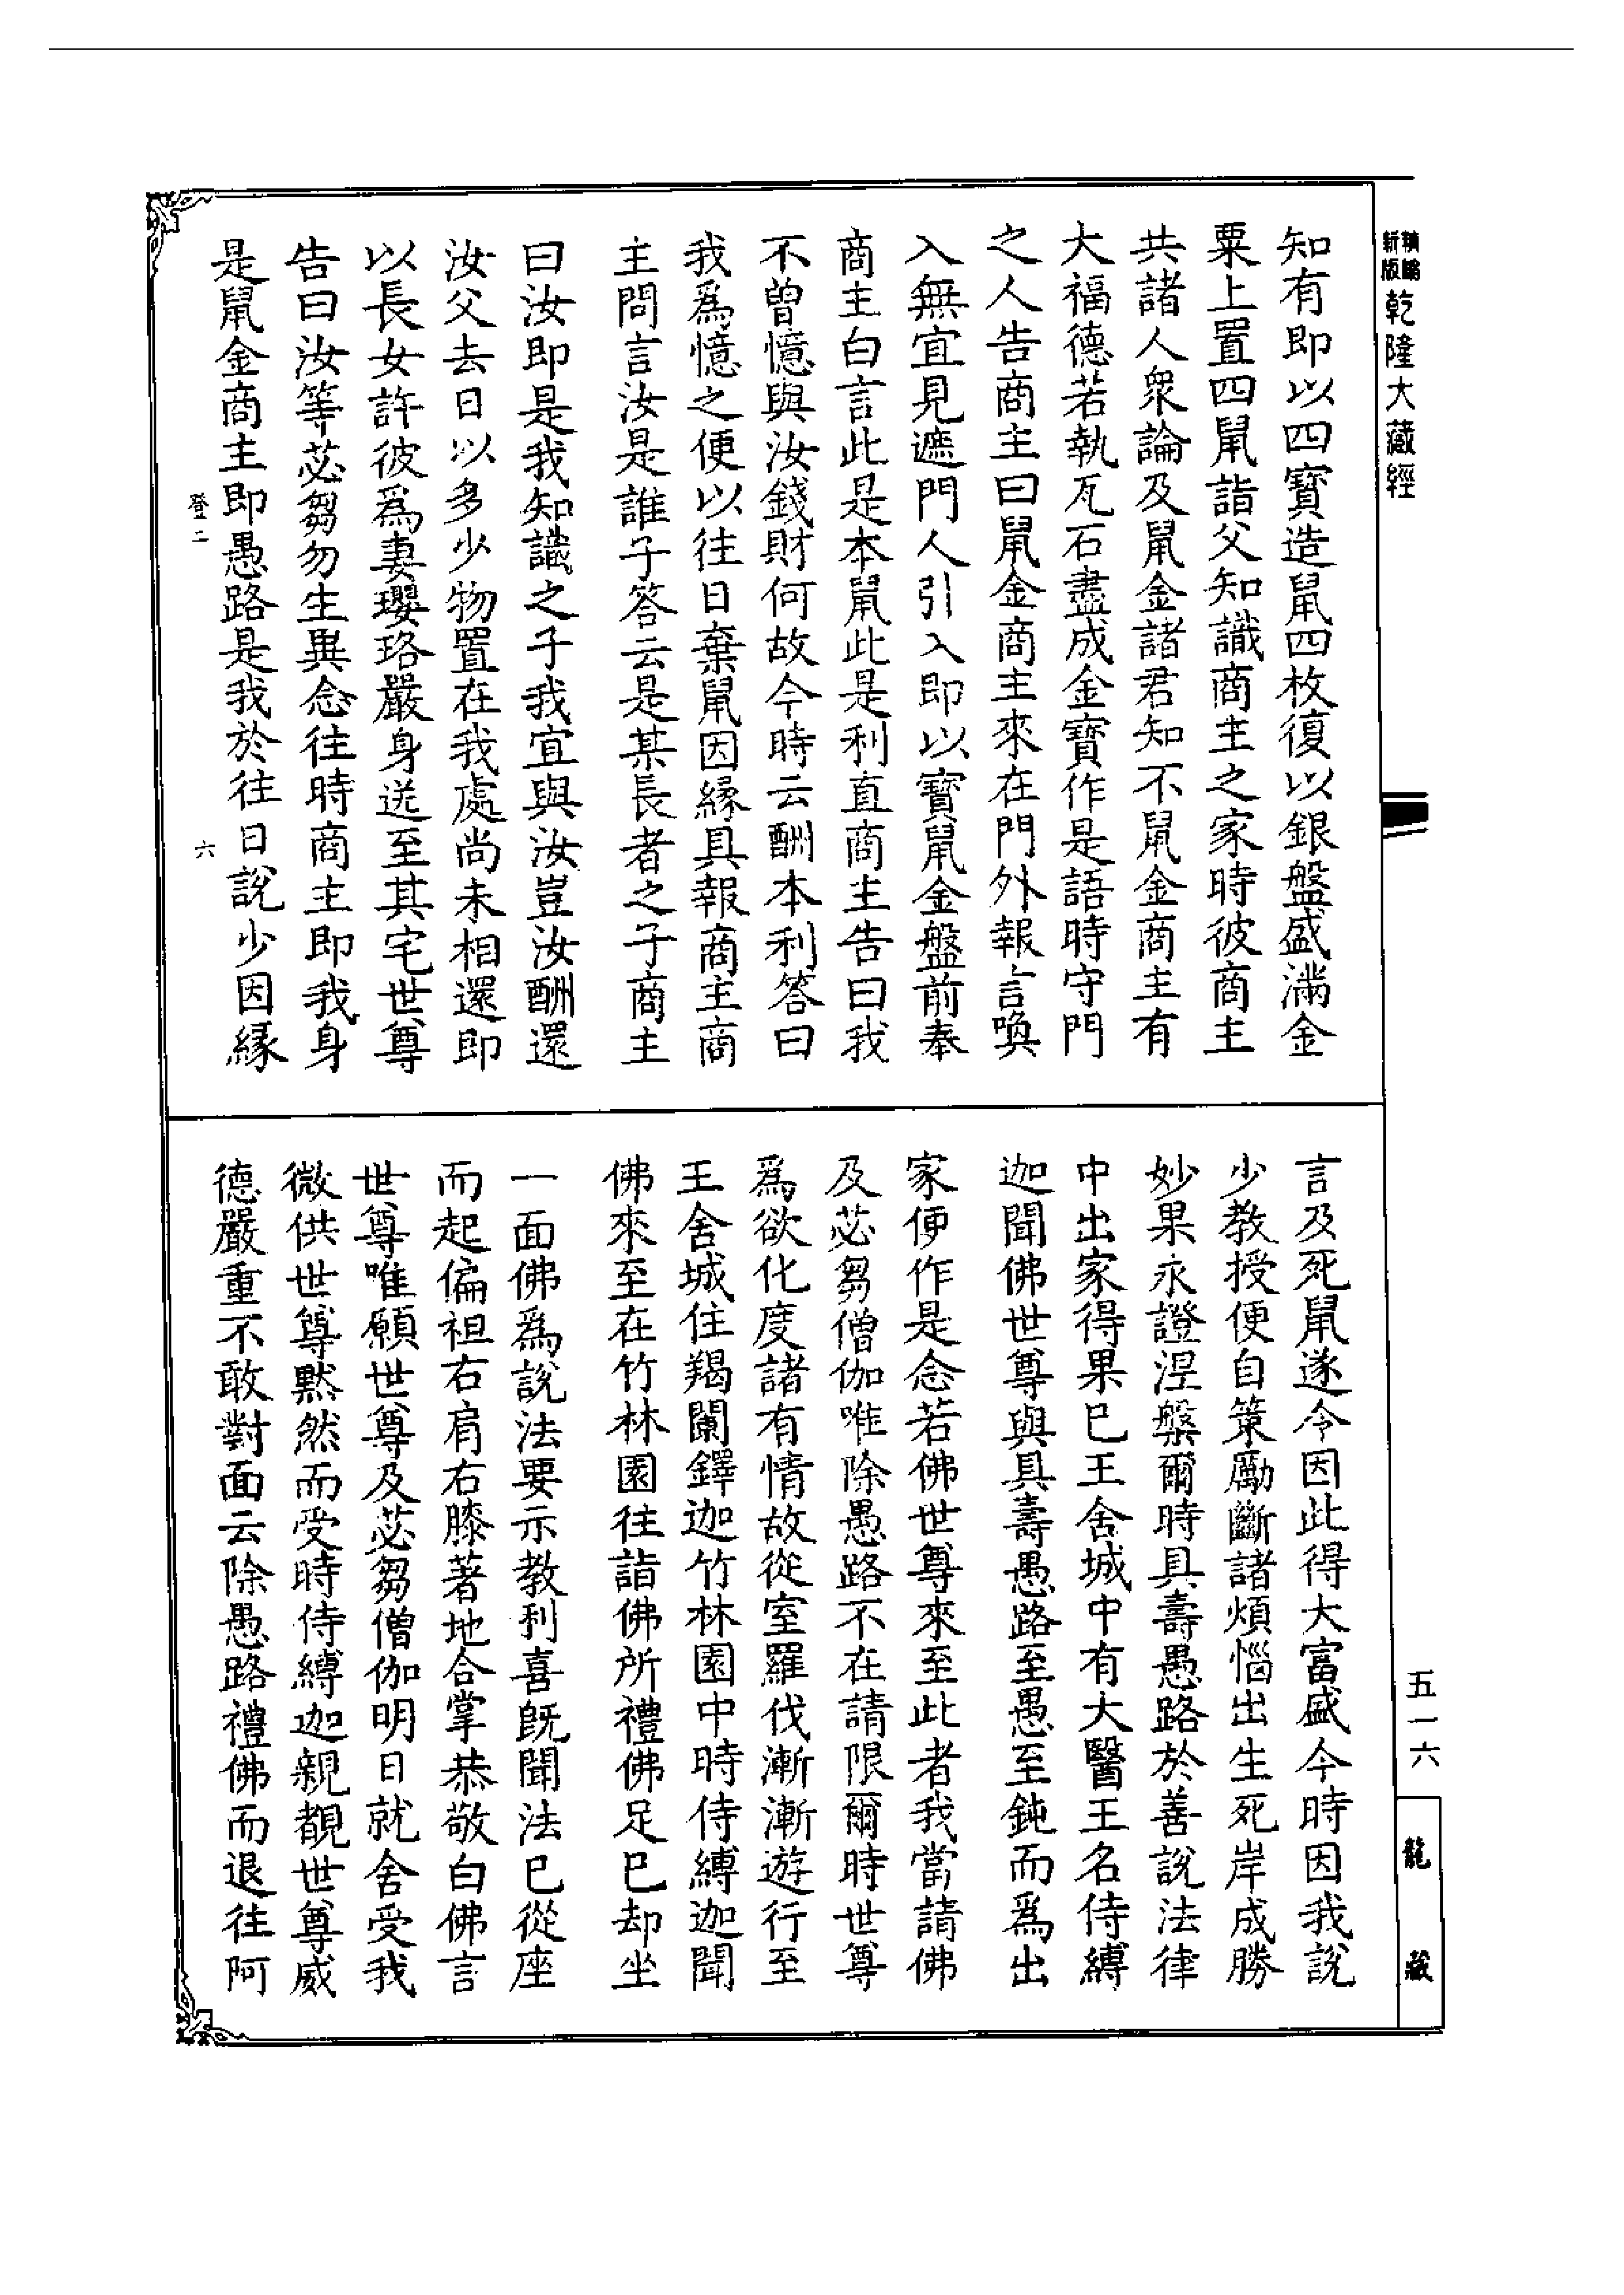 新版精縮乾隆大藏經
知有即以四寶造鼠四枚復以銀盤盛滿金
粟上置四鼠詣父知識商主之家時彼商主
共諸人衆論及鼠金諸君知不鼠金商主有
大福德若執瓦石盡成金寶作是語時守門
之人告商主曰鼠金商主來在門外報言喚
入無宜見遮門人引入即以寶鼠金盤前奉
商主白言此是本鼠此是利直商主告曰我
不曾憶與汝錢財何故今時云酬本利答曰
我爲憶之便以往日棄鼠因緣具報商主商
主問言汝是誰子答云是某長者之子商主
曰汝即是我知識之子我宜與汝豈汝酬還
汝父去日以多少物置在我處尚未相還即
以長女許彼爲妻瓔珞嚴身送至其宅世尊
告曰汝等苾芻勿生異念往時商主即我身
是鼠金商主即愚路是我於往日說少因緣
登二
六
言及死鼠遂令因此得大富盛今時因我說
少教授便自策勵斷諸煩惱出生死岸成勝
妙果永證涅槃爾時具壽愚路於善說法律
中出家得果已王舍城中有大醫王名侍縛
迦聞佛世尊與具壽愚路至愚至鈍而爲出
家便作是念若佛世尊來至此者我當請佛
及苾芻僧伽唯除愚路不在請限爾時世尊
爲欲化度諸有情故從室羅伐漸漸遊行至
王舍城住羯闌鐸迦竹林園中時侍縛迦聞
佛來至在竹林園往詣佛所禮佛足已却坐
一面佛爲說法要示教利喜既聞法已從座
而起偏袒右肩右膝著地合掌恭敬白佛言
世尊唯願世尊及苾芻僧伽明日就舍受我
微供世尊黙然而受時侍縛迦親覩世尊威
德嚴重不敢對面云除愚路禮佛而退往阿
五一六
龍藏